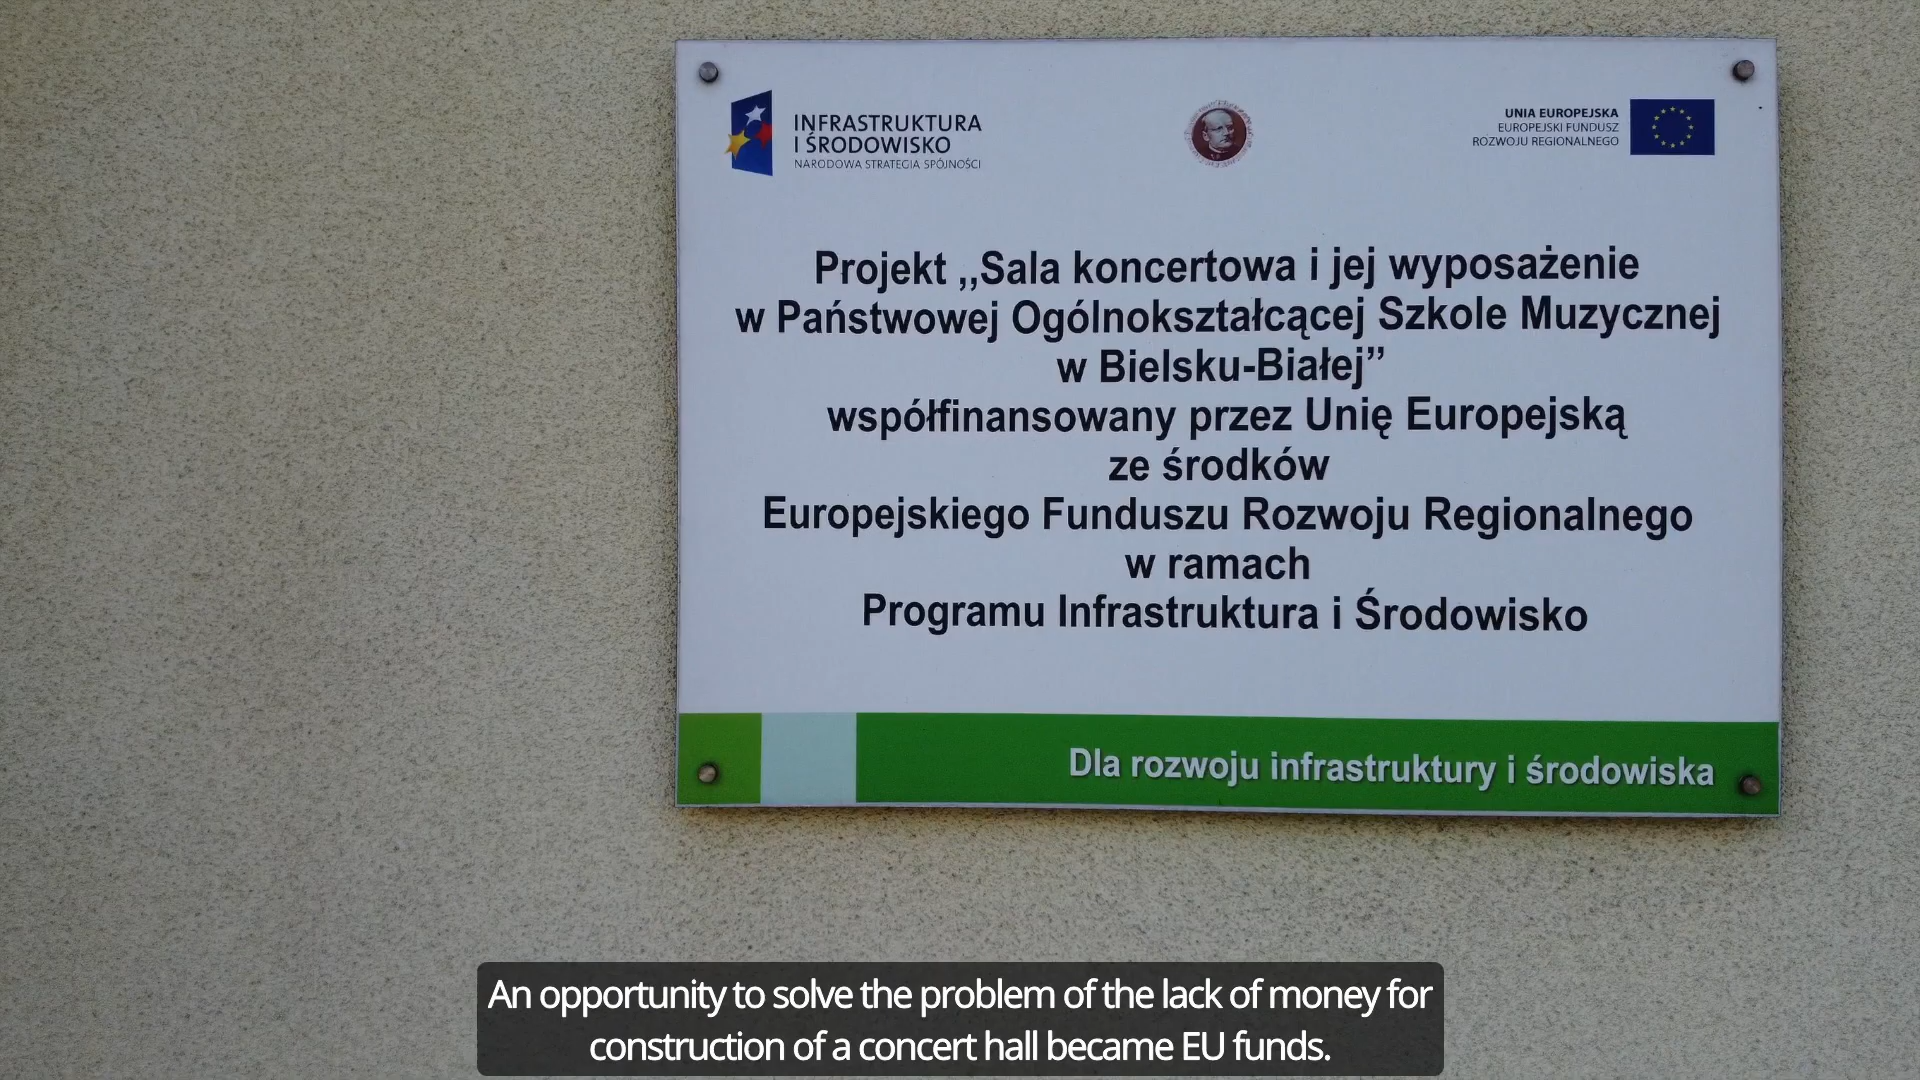 INFRASTRUKTURA
I ŚRODOWISKO
NARODOWA STRATEGIA SPÓJNOŚCI
UNIA EUROPEJSKA
EUROPEJSKI FUNDUSZ
ROZWOJU REGIONALNEGO
Projekt ,,Sala koncertowa i jej wyposażenie
w Państwowej Ogólnokształcącej Szkole Muzycznej
w Bielsku-Białej”
współfinansowany przez Unię Europejską
ze środków
Europejskiego Funduszu Rozwoju Regionalnego
w ramach
Programu Infrastruktura i Środowisko
Dla rozwoju infrastruktury i środowiska
An opportunity to solve the problem of the lack of money for
construction of a concert hall became EU funds.